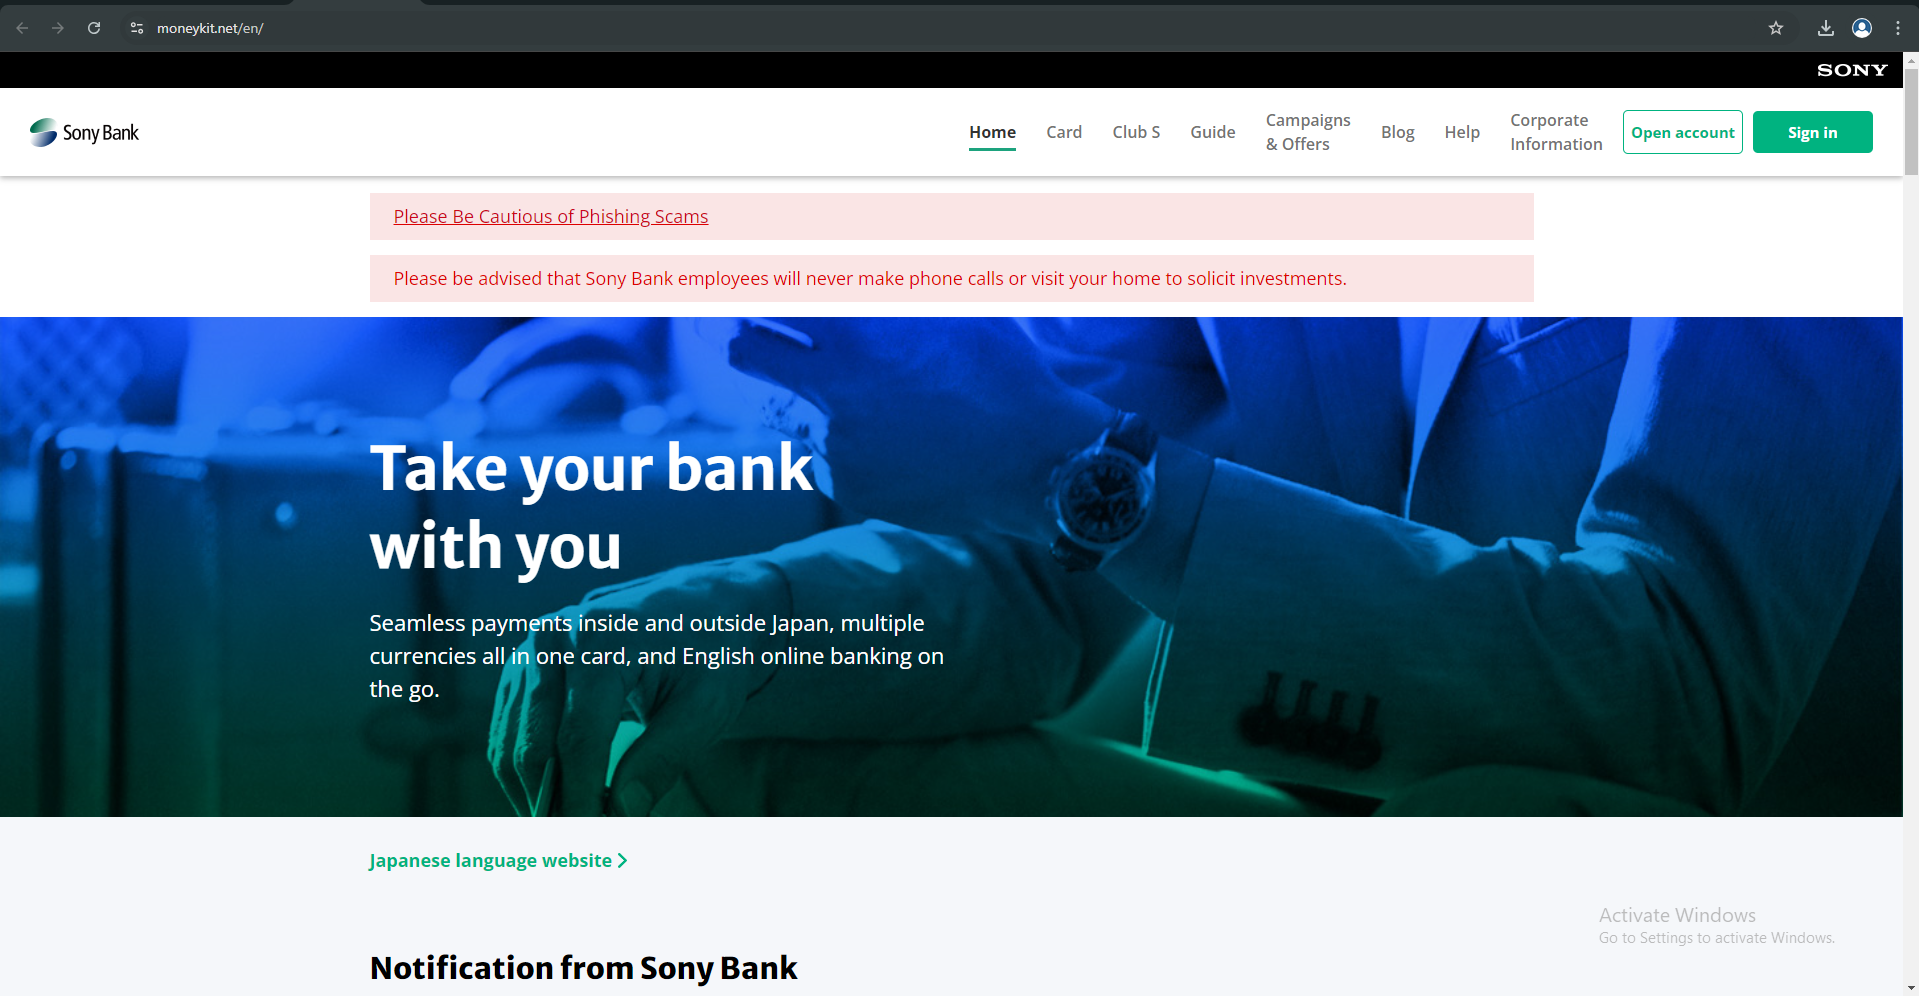 moneykit.net/en/
SONY
Sony Bank
Home
Card
Club S
Guide
Campaigns
& Offers
Blog
Help
Corporate
Information
Open account
Sign in
Please Be Cautious of Phishing Scams
Please be advised that Sony Bank employees will never make phone calls or visit your home to solicit investments.
Take your bank
with you
Seamless payments inside and outside Japan, multiple
currencies all in one card, and English online banking on
the go.
Japanese language website
Activate Windows
Go to Settings to activate Windows.
Notification from Sony Bank